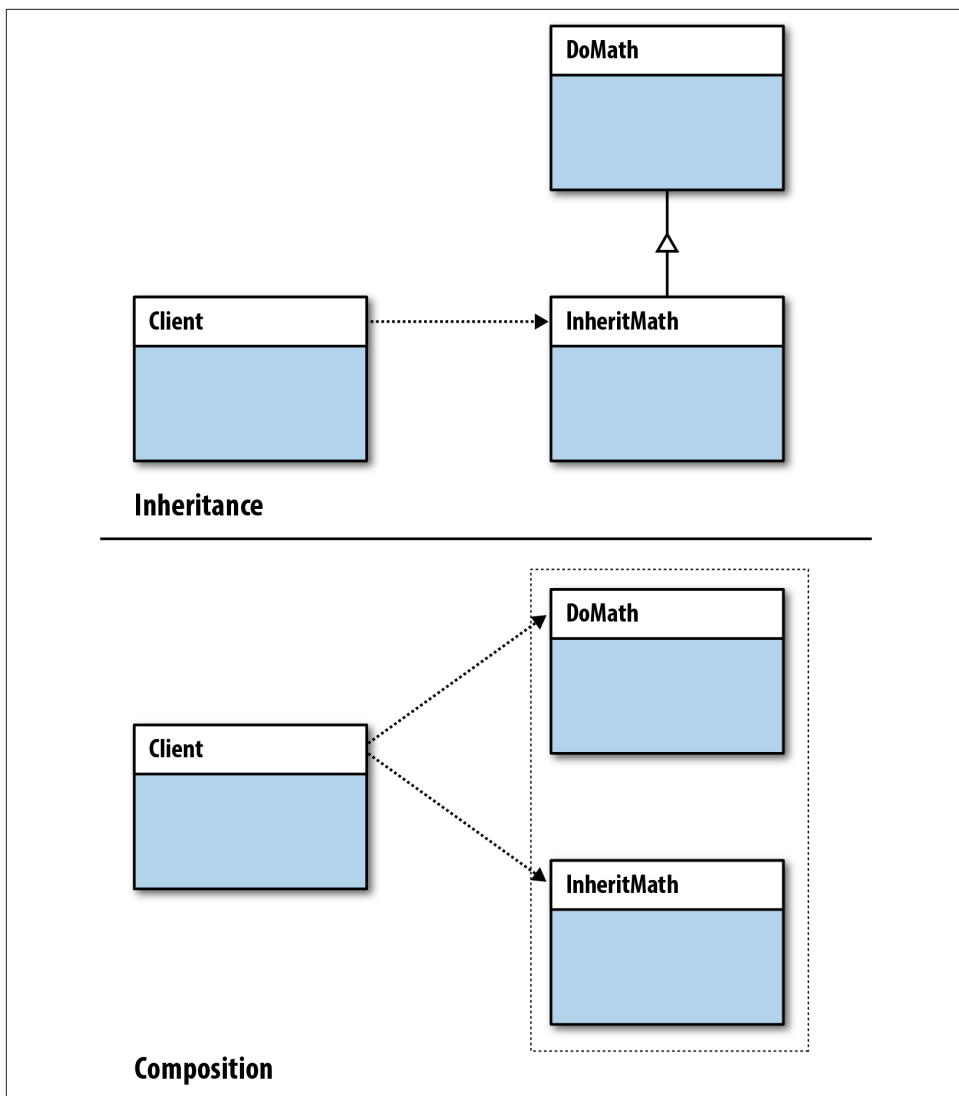 DoMath
Client
InheritMath
Inheritance
DoMath
Client
InheritMath
Composition